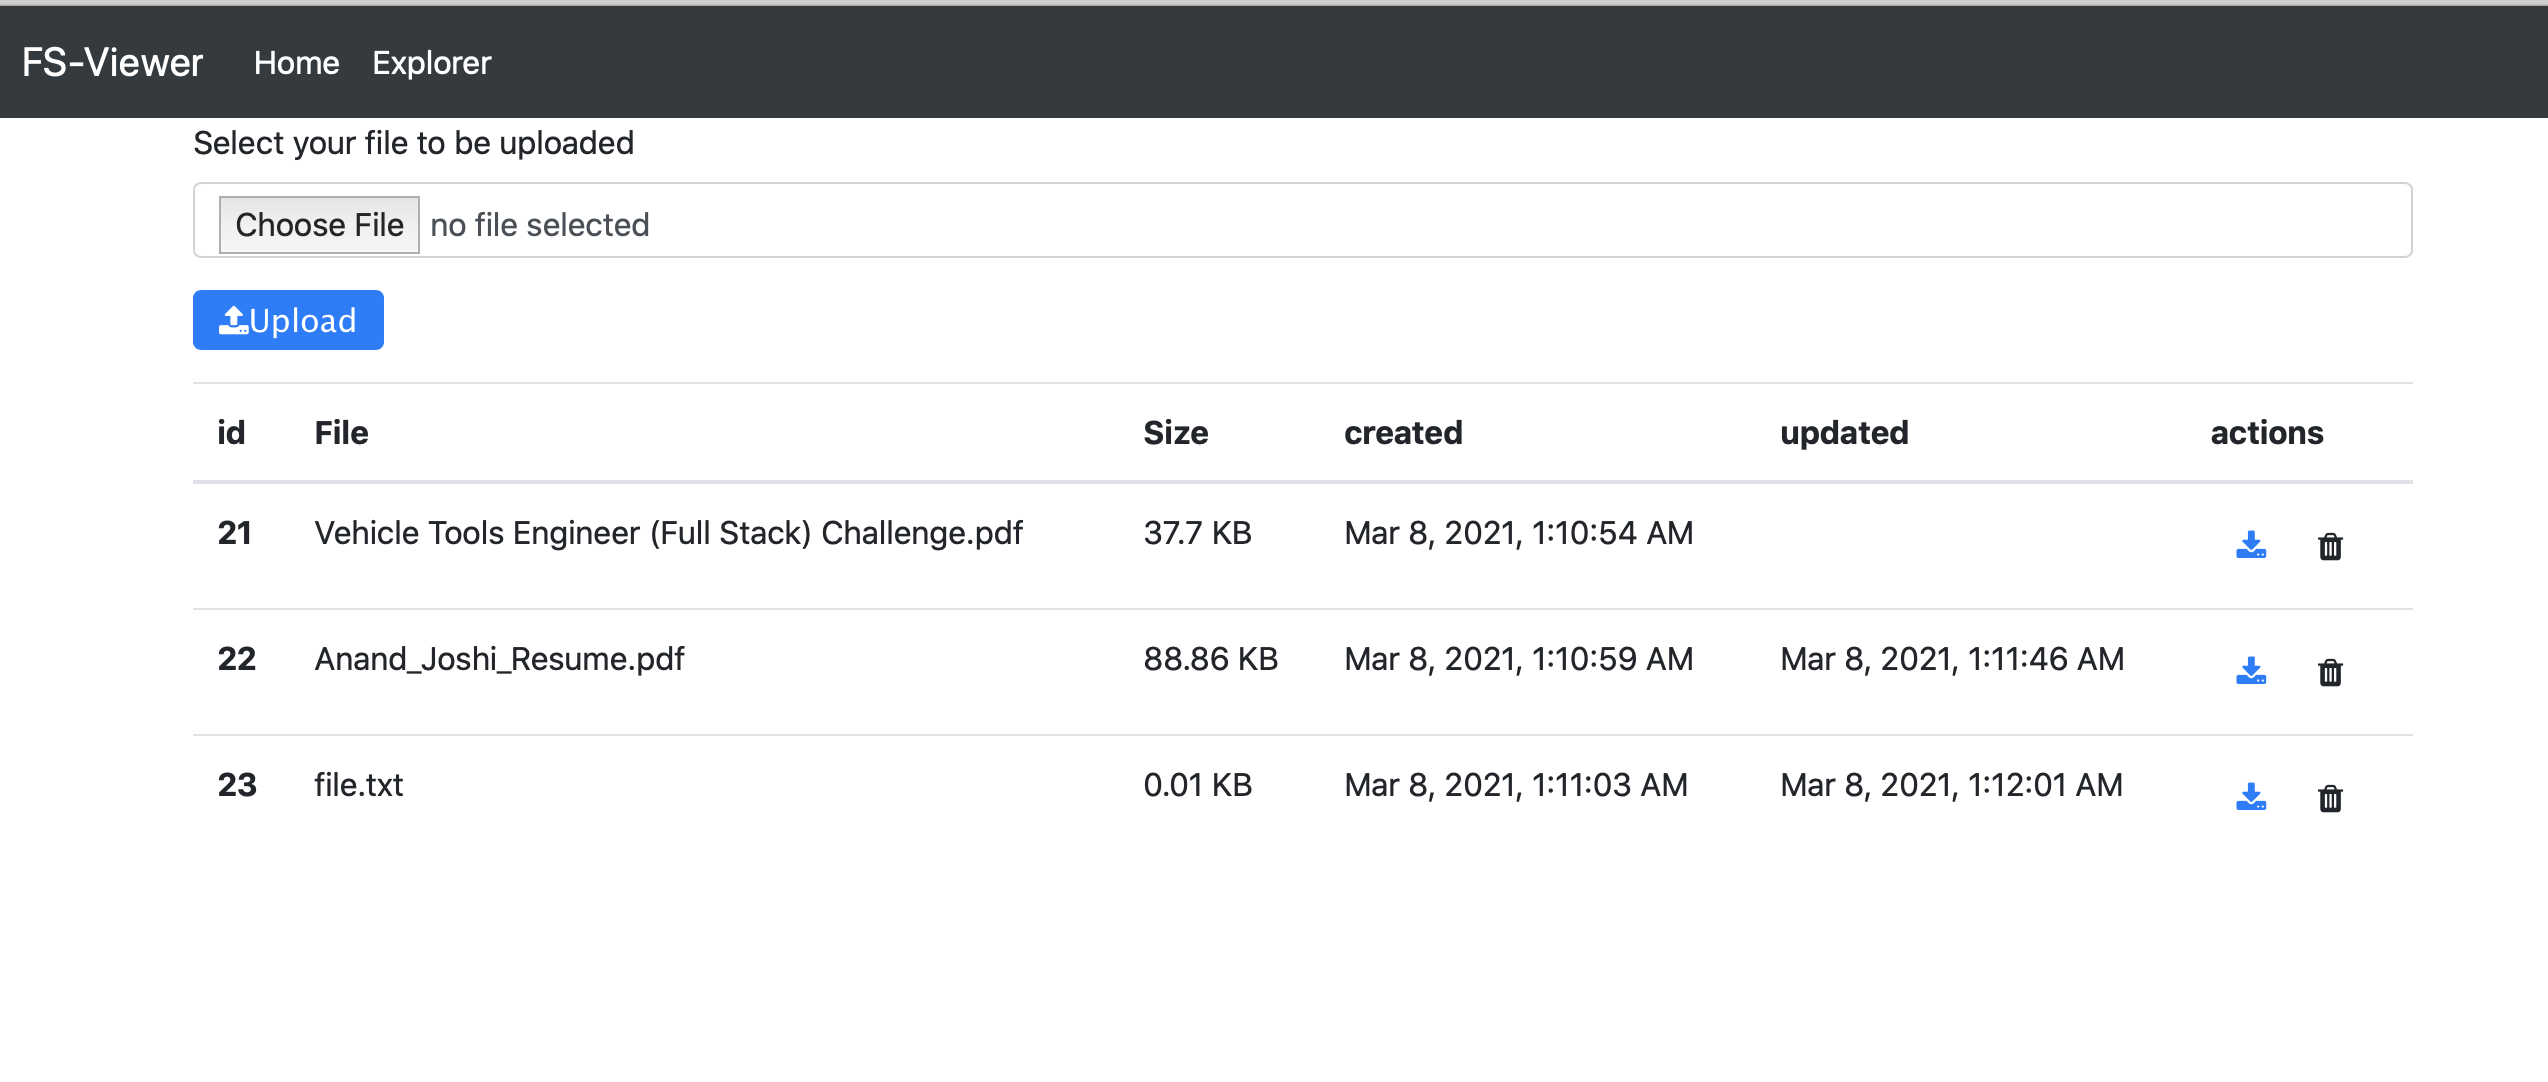 FS-Viewer Home Explorer
Select your file to be uploaded
Choose File no file selected
Upload
id File Size created updated actions
21 Vehicle Tools Engineer (Full Stack) Challenge.pdf 37.7 KB Mar 8, 2021, 1:10:54 AM
22 Anand_Joshi_Resume.pdf 88.86 KB Mar 8, 2021, 1:10:59 AM Mar 8, 2021, 1:11:46 AM
23 file.txt 0.01 KB Mar 8, 2021, 1:11:03 AM Mar 8, 2021, 1:12:01 AM